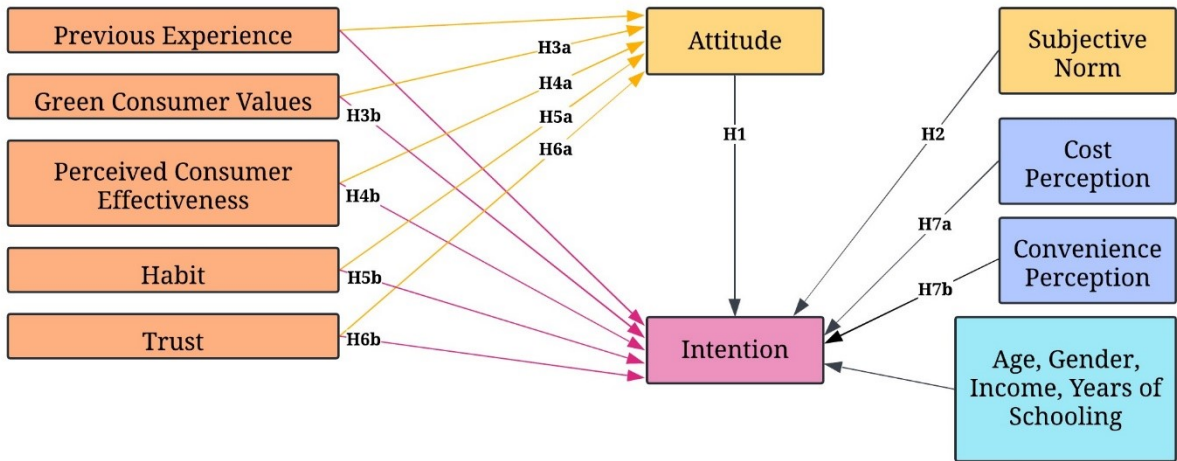 Previous Experience
Green Consumer Values
Perceived Consumer
Effectiveness
Habit
Trust
H3a
H4a
H5a
H6a
H3b
H4b
H5b
H6b
Attitude
H1
Intention
H2
H7a
H7b
Subjective
Norm
Cost
Perception
Convenience
Perception
Age, Gender,
Income, Years of
Schooling